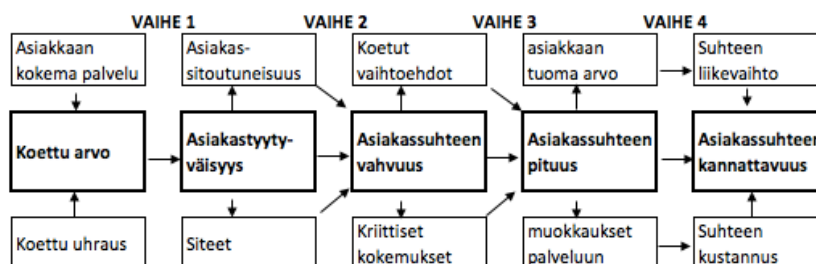 VAIHE 1 VAIHE 2 VAIHE 3 VAIHE 4
Asiakkaan
kokema palvelu
Asiakas-
sitoutuneisuus
Koetut
vaihtoehdot
asiakkaan
tuoma arvo
Suhteen
liikevaihto
Koettu arvo
Asiakastyyty-
väisyys
Asiakassuhteen
vahvuus
Asiakassuhteen
pituus
Asiakassuhteen
kannattavuus
Koettu uhraus
Siteet
Kriittiset
kokemukset
muokkaukset
palveluun
Suhteen
kustannus